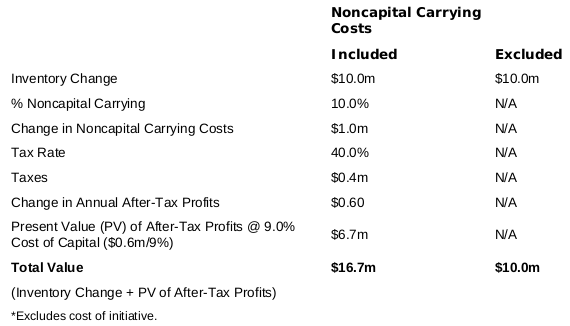 Noncapital Carrying
Costs
Included Excluded
Inventory Change $10.0m $10.0m
% Noncapital Carrying 10.0% N/A
Change in Noncapital Carrying Costs $1.0m N/A
Tax Rate 40.0% N/A
Taxes $0.4m N/A
Change in Annual After-Tax Profits $0.60 N/A
Present Value (PV) of After-Tax Profits @ 9.0%
Cost of Capital ($0.6m/9%) $6.7m N/A
Total Value $16.7m $10.0m
(Inventory Change + PV of After-Tax Profits)
*Excludes cost of initiative.